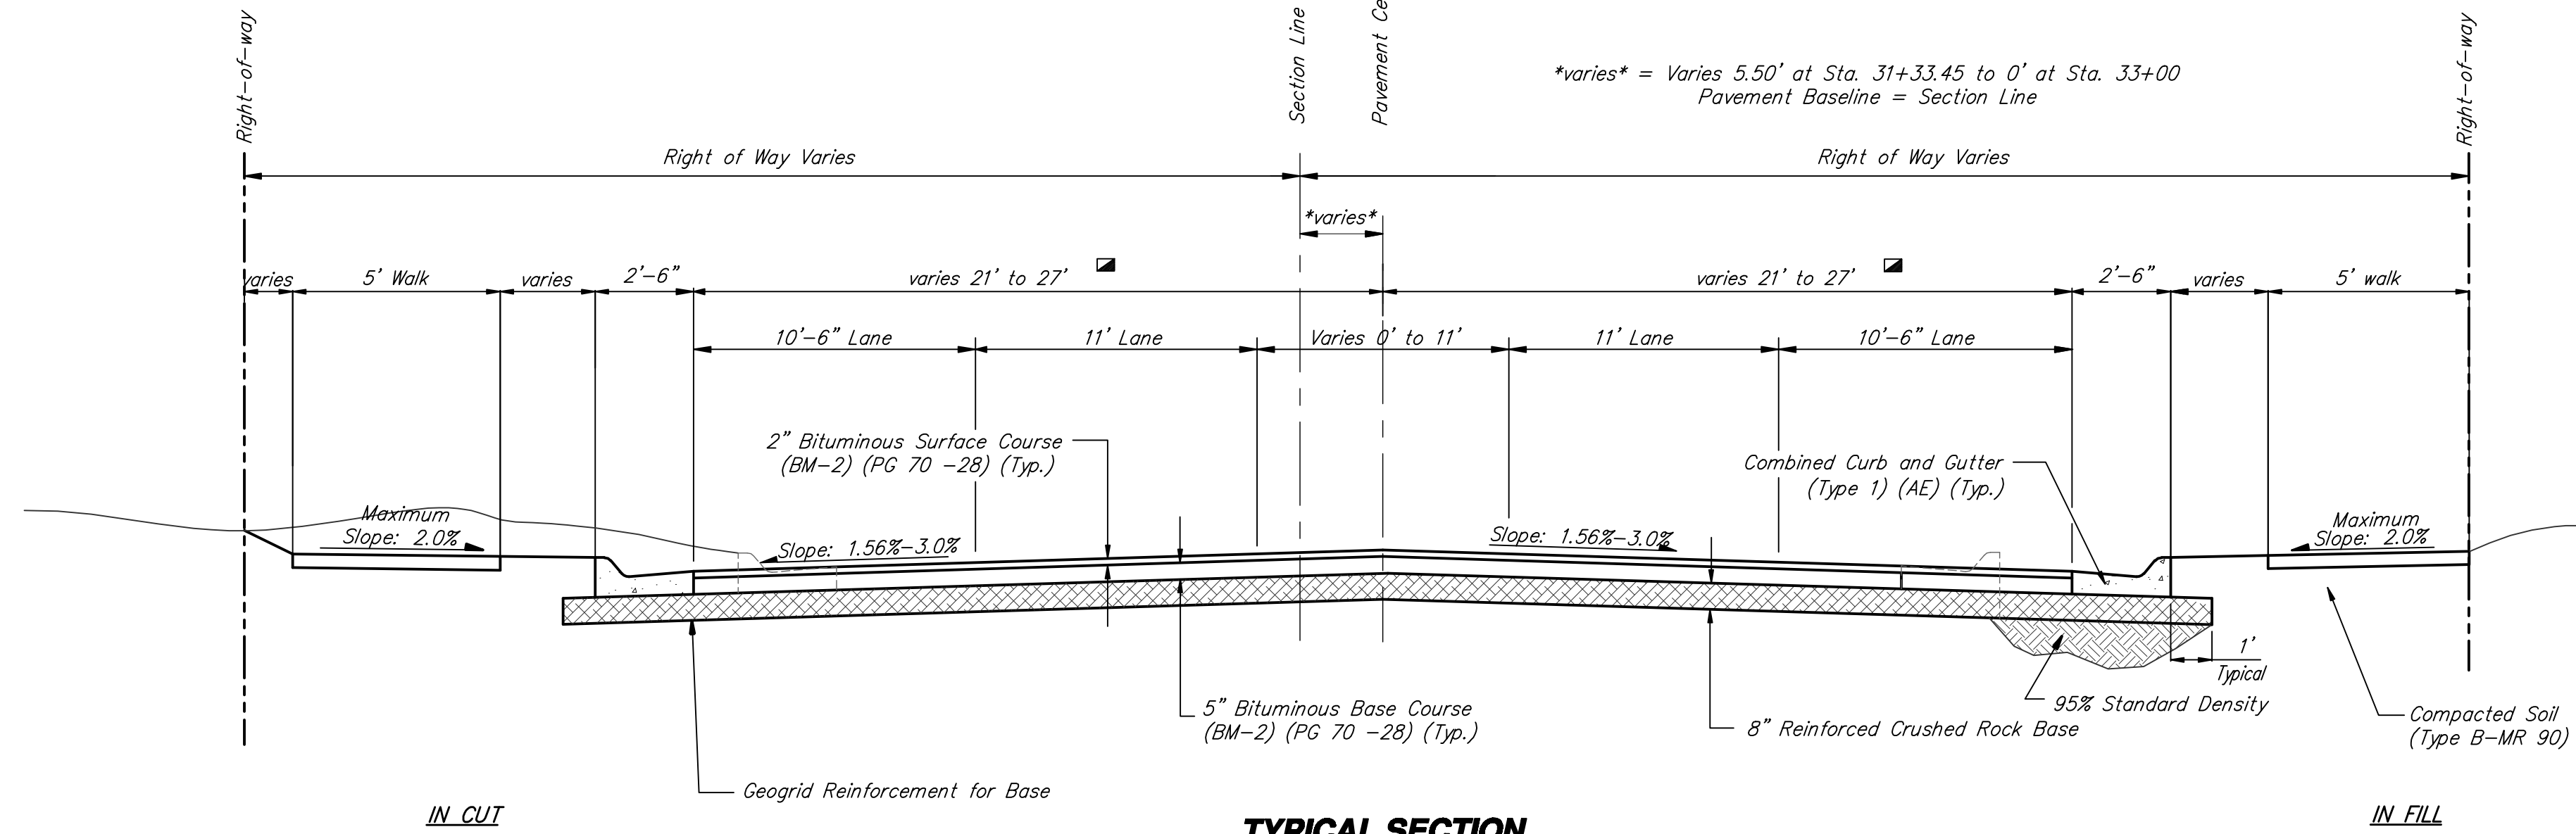 Right-of-way
Section Line
Pavement Ce
Right-of-way
*varies* = Varies 5.50' at Sta. 31+33.45 to 0' at Sta. 33+00
Pavement Baseline = Section Line
Right of Way Varies
Right of Way Varies
*varies*
varies
5' Walk
varies
2'-6"
varies 21' to 27'
varies 21' to 27'
2'-6"
varies
5' walk
10'-6" Lane
11' Lane
Varies 0' to 11'
11' Lane
10'-6" Lane
2" Bituminous Surface Course
(BM-2) (PG 70 -28) (Typ.)
Combined Curb and Gutter
(Type 1) (AE) (Typ.)
Maximum
Slope: 2.0%
Slope: 1.56%-3.0%
Slope: 1.56%-3.0%
Maximum
Slope: 2.0%
1'
Typical
5" Bituminous Base Course
(BM-2) (PG 70 -28) (Typ.)
8" Reinforced Crushed Rock Base
95% Standard Density
Compacted Soil
(Type B-MR 90)
Geogrid Reinforcement for Base
IN CUT
TYPICAL SECTION
IN FILL